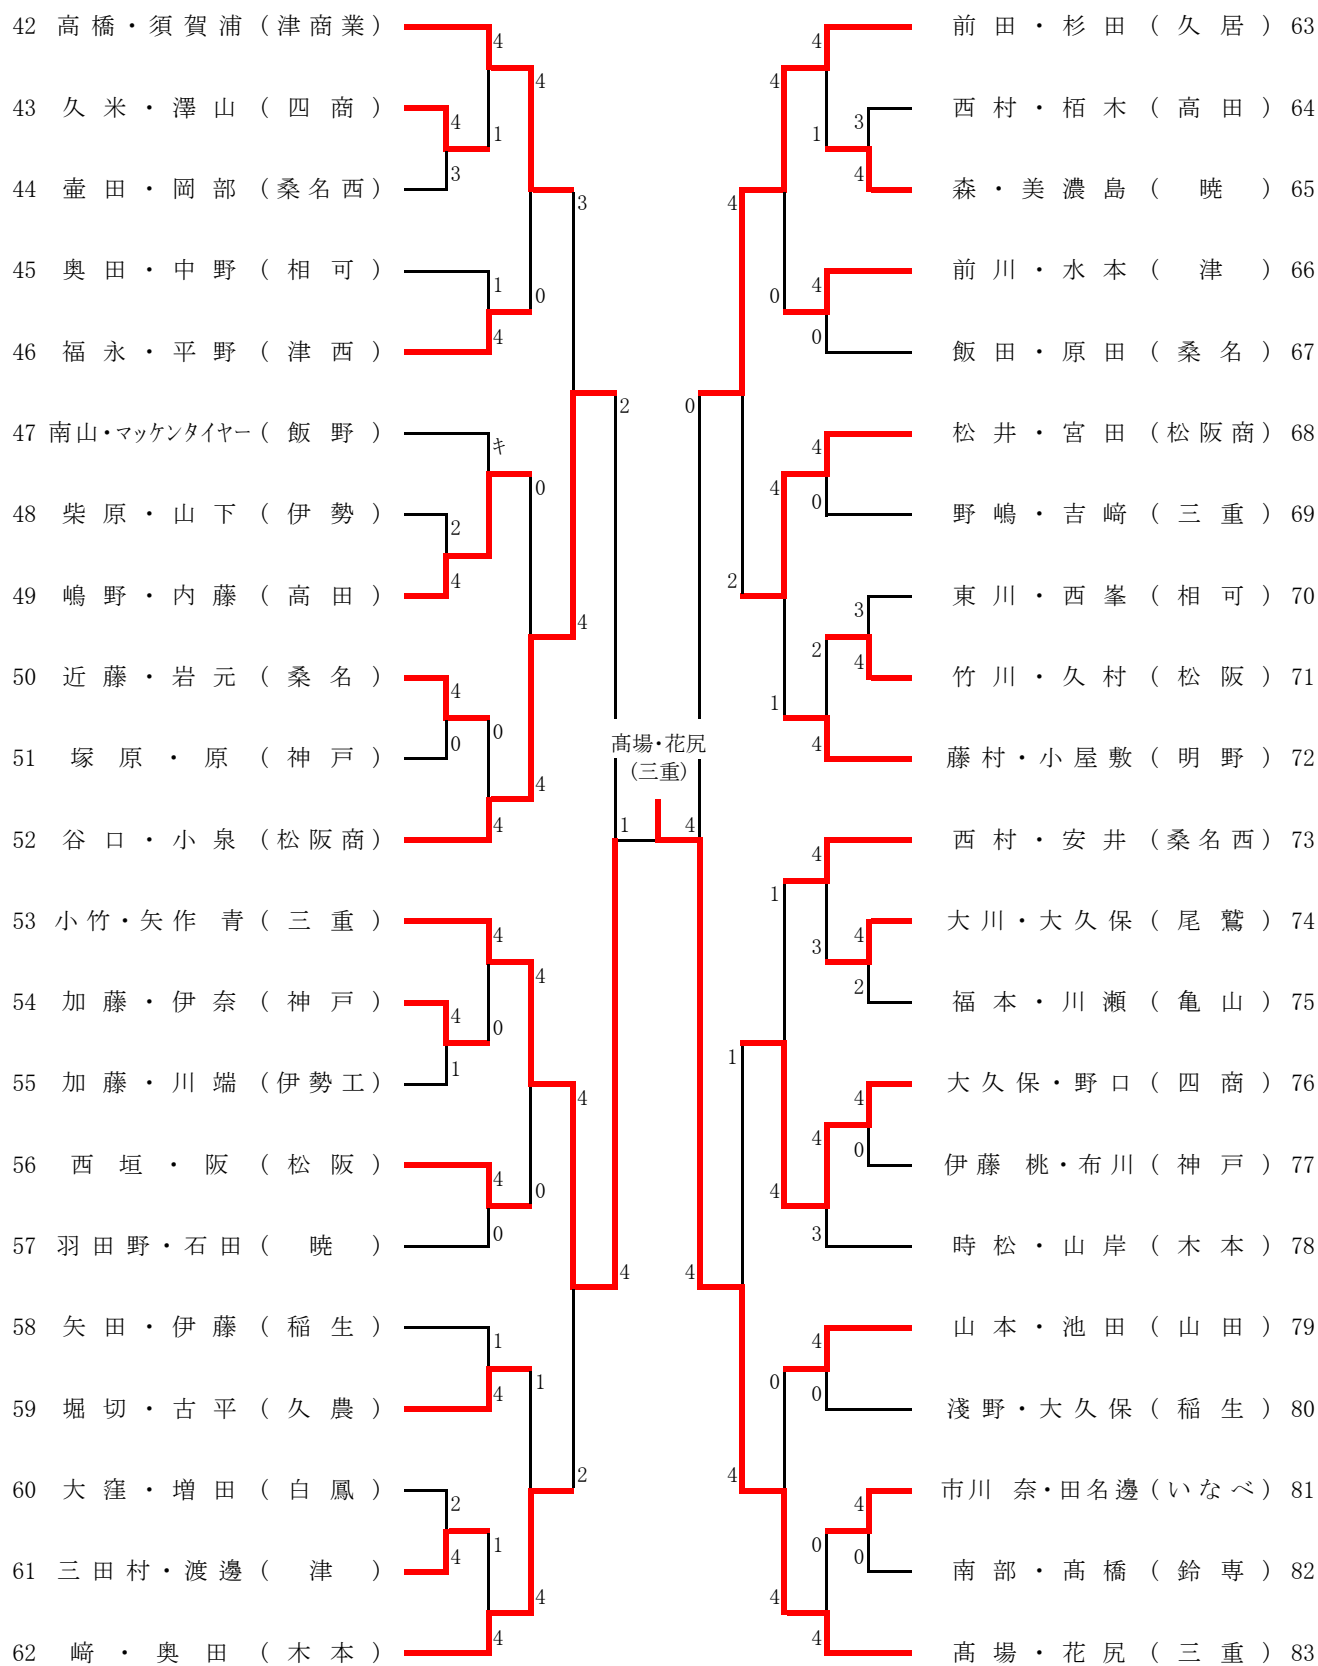 42 高橋・須賀浦（津商業）
43 久米・澤山（四商）
44 壷田・岡部（桑名西）
45 奥田・中野（相可）
46 福永・平野（津西）
47 南山・マッケンタイヤー（飯野）
48 柴原・山下（伊勢）
49 嶋野・内藤（高田）
50 近藤・岩元（桑名）
51 塚原・原（神戸）
52 谷口・小泉（松阪商）
53 小竹・矢作 青（三重）
54 加藤・伊奈（神戸）
55 加藤・川端（伊勢工）
56 西垣・阪（松阪）
57 羽田野・石田（暁）
58 矢田・伊藤（稲生）
59 堀切・古平（久農）
60 大窪・増田（白鳳）
61 三田村・渡邊（津）
62 﨑・奥田（木本）
4
4
1
4
3
3
1
0
4
2
キ
0
2
4
4
4
0
0
4
4
4
4
4
0
1
4
4
0
0
4
1
1
4
2
2
1
4
4
4
髙場・花尻
（三重）
1 4
前田・杉田（久居） 63
西村・栢木（高田） 64
森・美濃島（暁） 65
前川・水本（津） 66
飯田・原田（桑名） 67
松井・宮田（松阪商） 68
野嶋・吉﨑（三重） 69
東川・西峯（相可） 70
竹川・久村（松阪） 71
藤村・小屋敷（明野） 72
西村・安井（桑名西） 73
大川・大久保（尾鷲） 74
福本・川瀬（亀山） 75
大久保・野口（四商） 76
伊藤 桃・布川（神戸） 77
時松・山岸（木本） 78
山本・池田（山田） 79
淺野・大久保（稲生） 80
市川 奈・田名邊（いなべ） 81
南部・髙橋（鈴専） 82
髙場・花尻（三重） 83
4
4
3
1
4
4
4
0
0
0
4
4
0
2
3
2
4
1
4
4
1
4
3
2
1
4
4
0
4
3
4
4
0
0
4
4
0
0
4
4